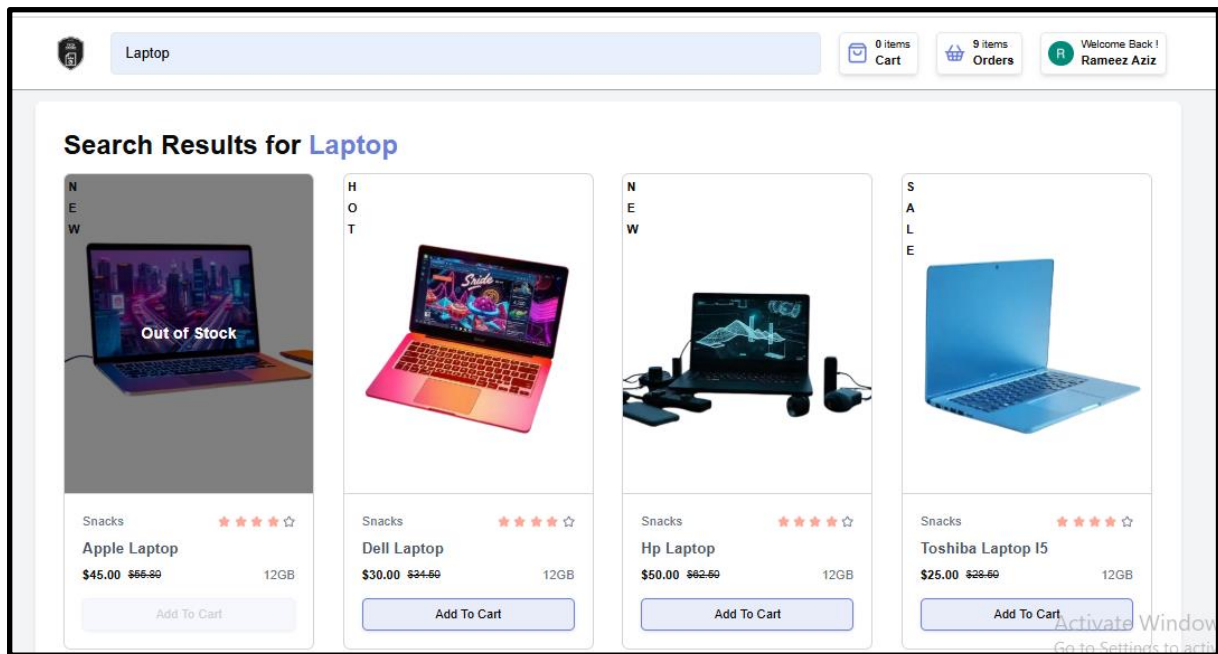 Laptop
0 items
Cart
9 items
Orders
R
Welcome Back !
Rameez Aziz
Search Results for Laptop
N
E
W
Out of Stock
Snacks
Apple Laptop
$45.00 $55.80 12GB
Add To Cart
H
O
T
Snacks
Dell Laptop
$30.00 $34.50 12GB
Add To Cart
N
E
W
Snacks
Hp Laptop
$50.00 $62.50 12GB
Add To Cart
S
A
L
E
Snacks
Toshiba Laptop I5
$25.00 $28.50 12GB
Add To Cart
Activate Window
Go to Settings to activ